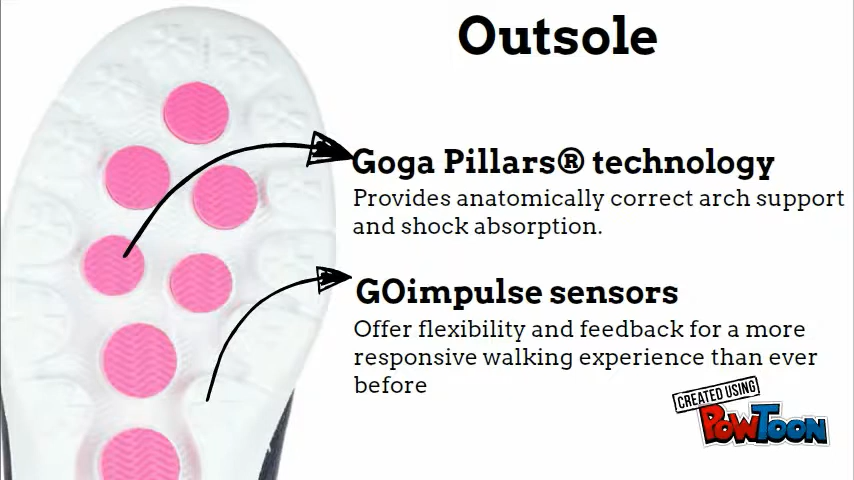 Outsole
Goga Pillars® technology
Provides anatomically correct arch support
and shock absorption.
GOimpulse sensors
Offer flexibility and feedback for a more
responsive walking experience than ever
before
CREATED USING
POWTOON